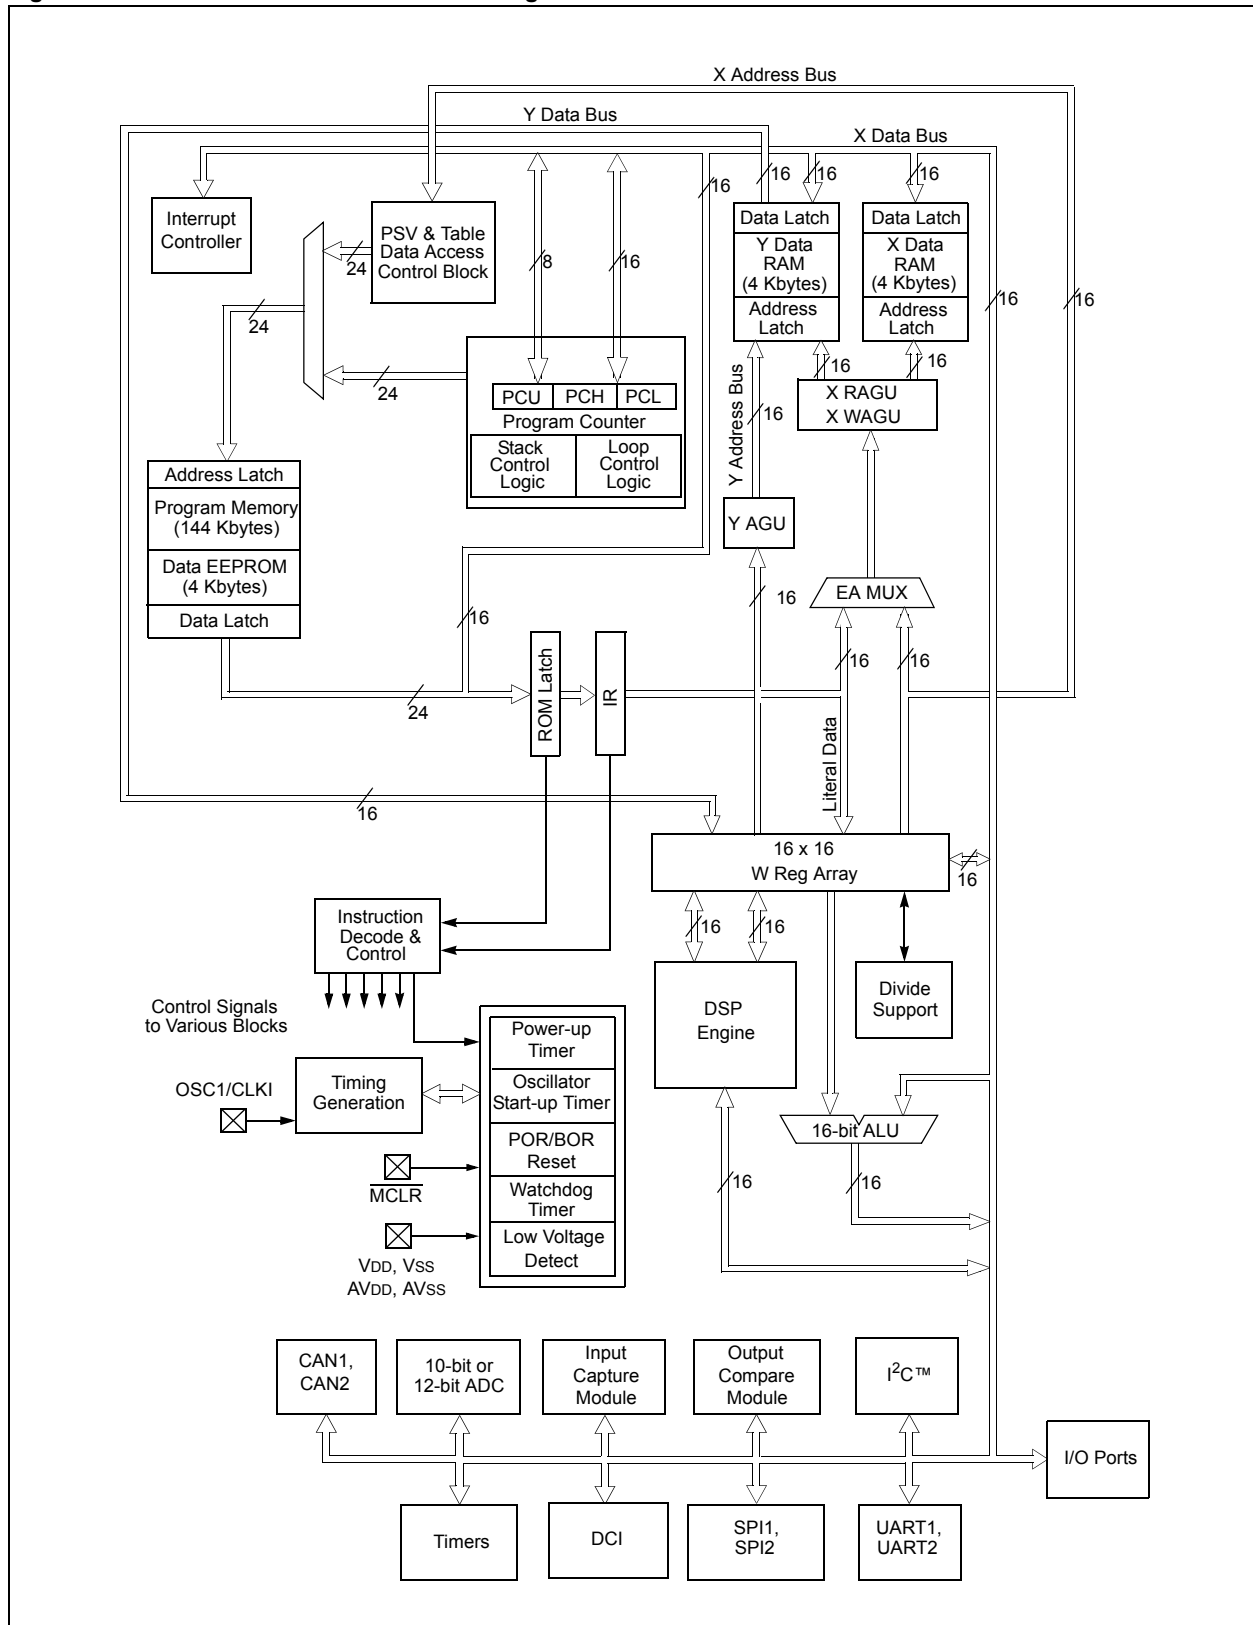 X Address Bus
Y Data Bus
X Data Bus
16
16
16
16
Interrupt
Controller
PSV & Table
Data Access
Control Block
24
8
16
Data Latch
Y Data
RAM
(4 Kbytes)
Address
Latch
Data Latch
X Data
RAM
(4 Kbytes)
Address
Latch
16
16
24
24
PCU
PCH
PCL
Program Counter
Stack
Control
Logic
Loop
Control
Logic
16
16
X RAGU
X WAGU
Y Address Bus
16
Y AGU
Address Latch
Program Memory
(144 Kbytes)
Data EEPROM
(4 Kbytes)
Data Latch
16
EA MUX
16
16
16
24
ROM Latch
IR
Literal Data
16
16 x 16
W Reg Array
16
16
16
Instruction
Decode &
Control
Control Signals
to Various Blocks
DSP
Engine
Divide
Support
Power-up
Timer
Oscillator
Start-up Timer
POR/BOR
Reset
Watchdog
Timer
Low Voltage
Detect
OSC1/CLKI
Timing
Generation
MCLR
VDD, VSS
AVDD, AVSS
16-bit ALU
16
16
CAN1,
CAN2
10-bit or
12-bit ADC
Input
Capture
Module
Output
Compare
Module
I²C™
I/O Ports
Timers
DCI
SPI1,
SPI2
UART1,
UART2